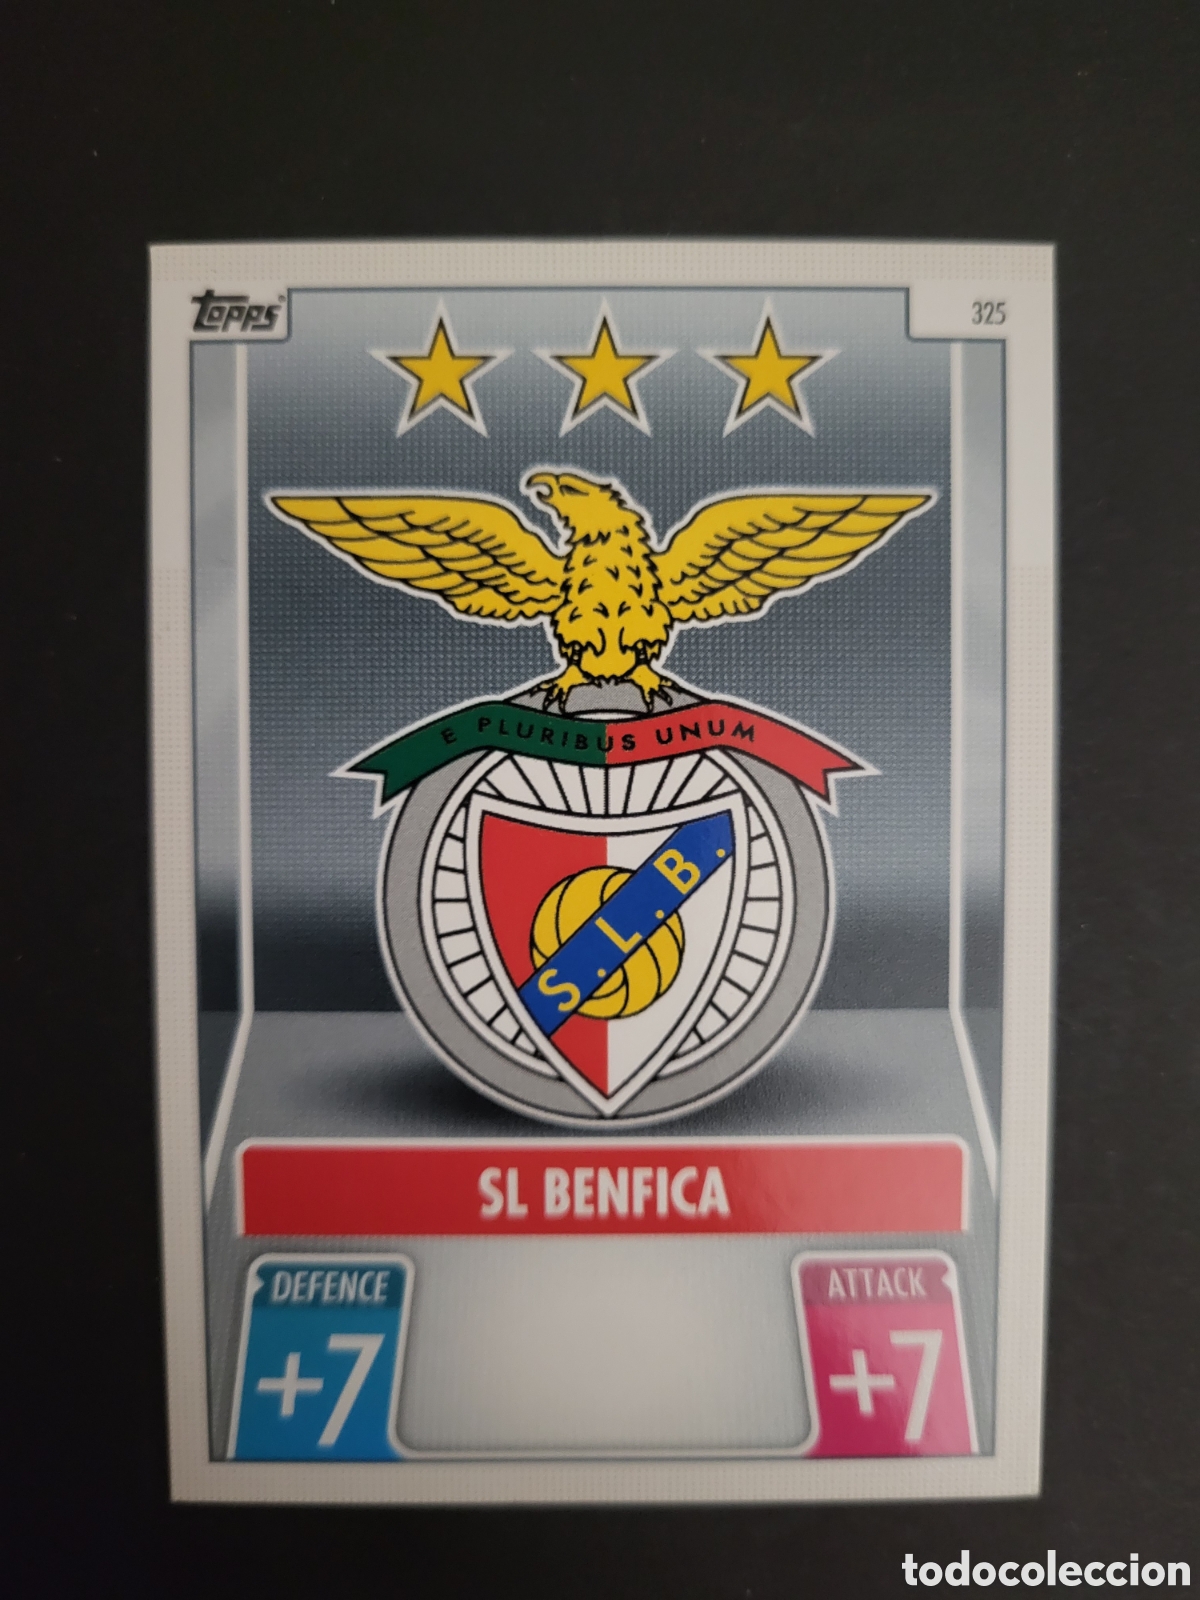 Topps
325
E PLURIBUS UNUM
S.L.B.
SL BENFICA
DEFENCE
ATTACK
+7
+7
todocoleccion